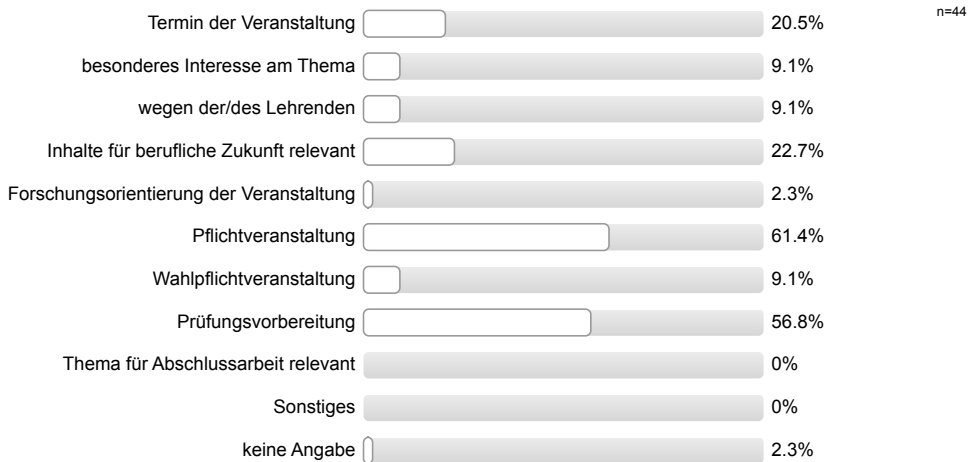 Termin der Veranstaltung 20.5% n=44
besonderes Interesse am Thema 9.1%
wegen der/des Lehrenden 9.1%
Inhalte für berufliche Zukunft relevant 22.7%
Forschungsorientierung der Veranstaltung 2.3%
Pflichtveranstaltung 61.4%
Wahlpflichtveranstaltung 9.1%
Prüfungsvorbereitung 56.8%
Thema für Abschlussarbeit relevant 0%
Sonstiges 0%
keine Angabe 2.3%